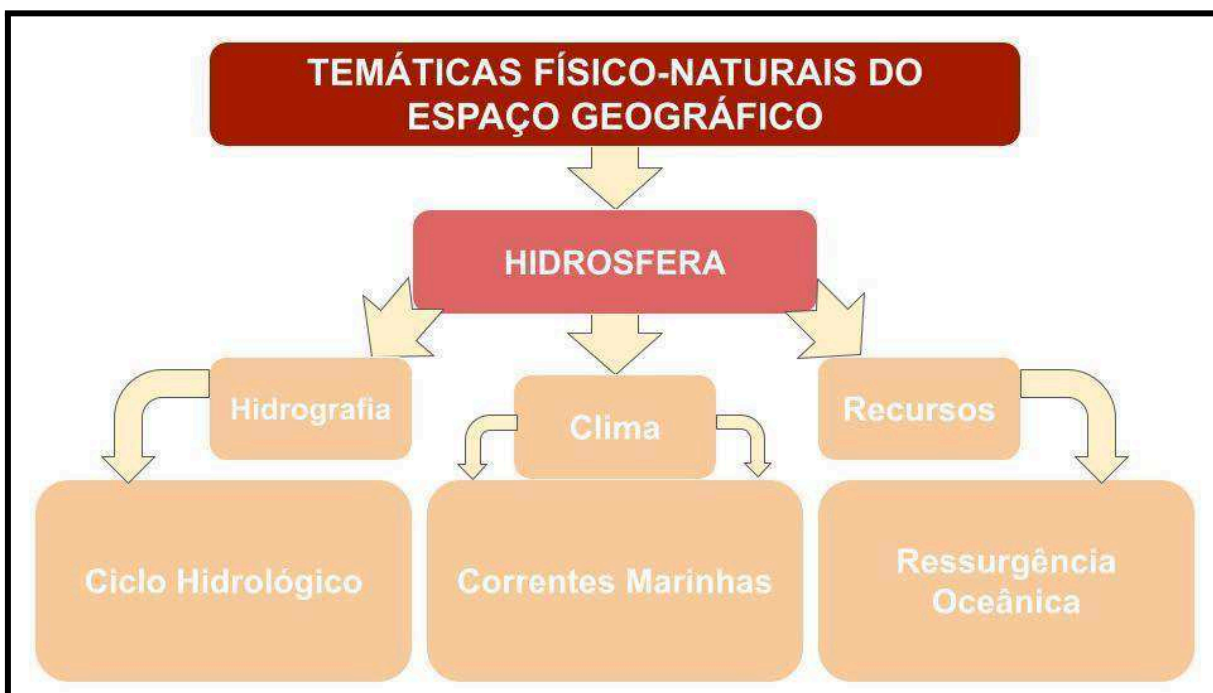 TEMÁTICAS FÍSICO-NATURAIS DO
ESPAÇO GEOGRÁFICO
HIDROSFERA
Hidrografia
Clima
Recursos
Ciclo Hidrológico
Correntes Marinhas
Ressurgência
Oceânica